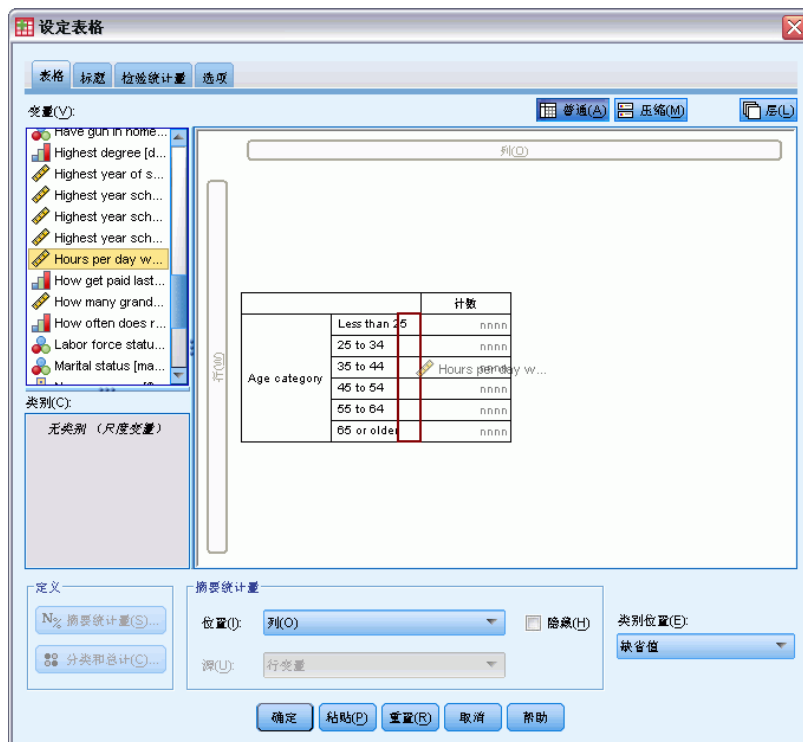 设定表格
表格 标题 检验统计量 选项
变量(V):
普通(A) 压缩(M) 层(L)
Have gun in home...
Highest degree [d...
Highest year of s...
Highest year sch...
Highest year sch...
Highest year sch...
Hours per day w...
How get paid last...
How many grand...
How often does r...
Labor force statu...
Marital status [ma...
类别(C):
无类别 （尺度变量）
列(O)
行(W)
计数
Age category
Less than 25 nnnn
25 to 34 nnnn
35 to 44 nnnn
Hours per day w...
45 to 54 nnnn
55 to 64 nnnn
65 or older nnnn
定义
N% 摘要统计量(S)...
分类和总计(C)...
摘要统计量
位置(I): 列(O) 隐藏(H)
源(U): 行变量
类别位置(E):
缺省值
确定 粘贴(P) 重置(R) 取消 帮助